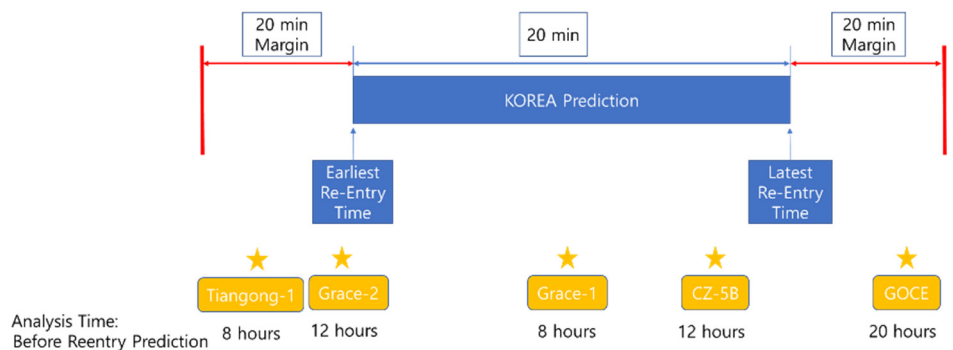 20 min
Margin
20 min
20 min
Margin
KOREA Prediction
Earliest
Re-Entry
Time
Latest
Re-Entry
Time
Tiangong-1
Grace-2
Grace-1
CZ-5B
GOCE
Analysis Time:
Before Reentry Prediction
8 hours
12 hours
8 hours
12 hours
20 hours